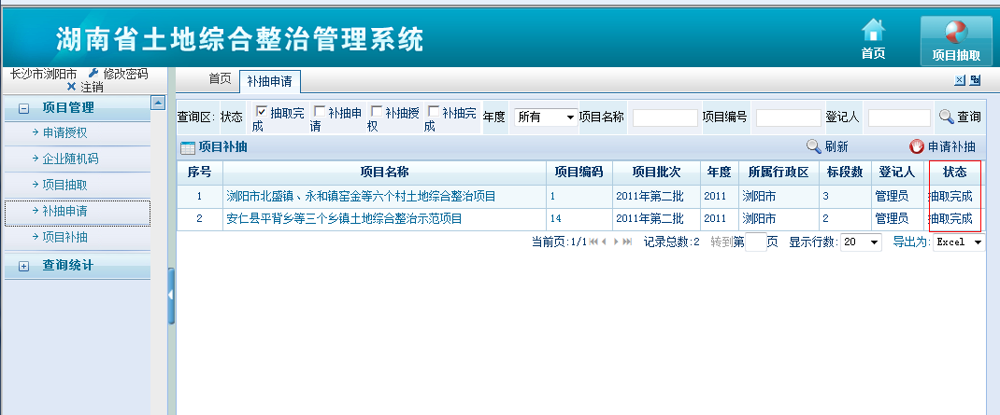 湖南省土地综合整治管理系统
首页
项目抽取
长沙市浏阳市 修改密码
注销
首页 补抽申请
项目管理
申请授权
企业随机码
项目抽取
补抽申请
项目补抽
查询统计
查询区: 状态 抽取完成 补抽申请 补抽授权 补抽完成 年度 所有 项目名称 项目编号 登记人 查询
项目补抽 刷新 申请补抽
序号 项目名称 项目编码 项目批次 年度 所属行政区 标段数 登记人 状态
1 浏阳市北盛镇、永和镇窑金等六个村土地综合整治项目 1 2011年第二批 2011 浏阳市 3 管理员 抽取完成
2 安仁县平背乡等三个乡镇土地综合整治示范项目 14 2011年第二批 2011 浏阳市 2 管理员 抽取完成
当前页:1/1 记录总数:2 转到第 页 显示行数: 20 导出为: Excel